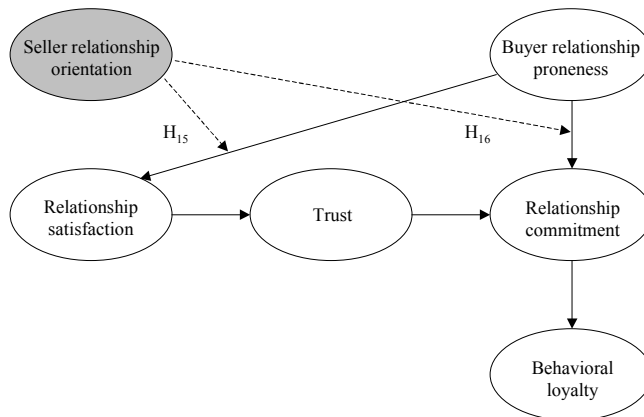 Seller relationship
orientation
Buyer relationship
proneness
H15
H16
Relationship
satisfaction
Trust
Relationship
commitment
Behavioral
loyalty